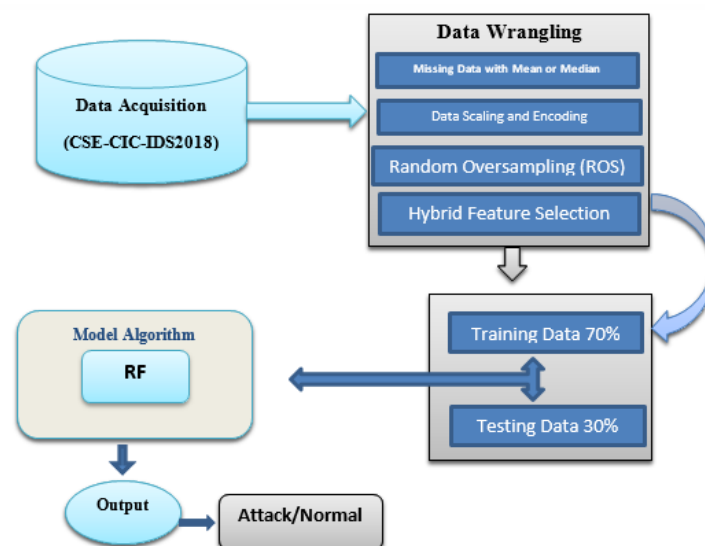 Data Acquisition
(CSE-CIC-IDS2018)
Data Wrangling
Missing Data with Mean or Median
Data Scaling and Encoding
Random Oversampling (ROS)
Hybrid Feature Selection
Training Data 70%
Testing Data 30%
Model Algorithm
RF
Output
Attack/Normal